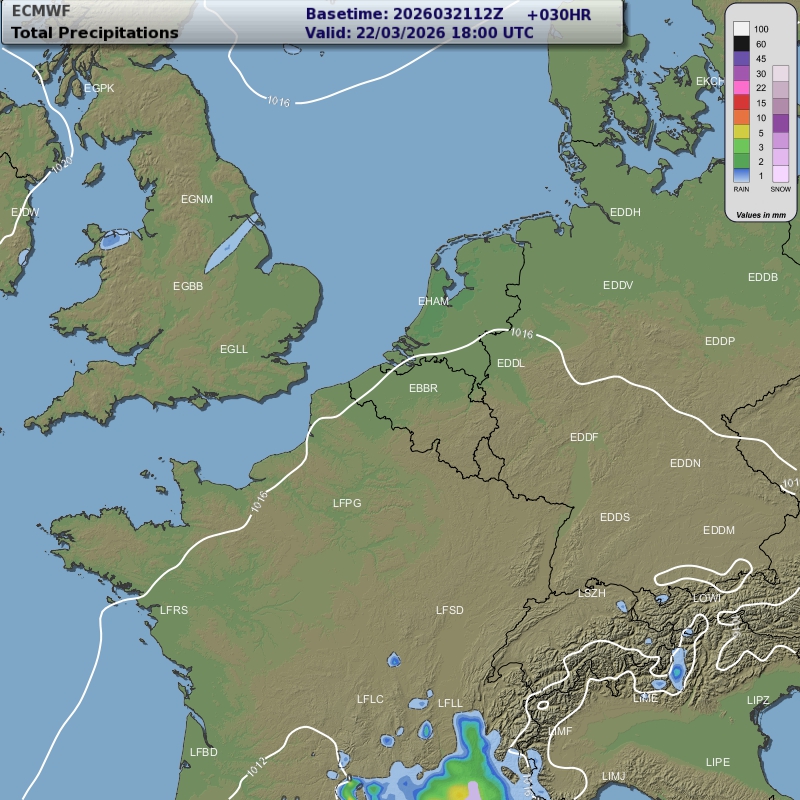 ECMWF
Basetime: 2026032112Z +030HR
Total Precipitations
Valid: 22/03/2026 18:00 UTC
100
60
45
30
22
15
10
5
3
2
1
RAIN
SNOW
Values in mm
EGPK
EKCH
1016
1020
EGNM
EIDW
EDDH
EGBB
EDDV
EDDB
EHAM
1016
EGLL
EDDP
EDDL
EBBR
EDDF
EDDN
1016
LFPG
EDDS
EDDM
LSZH
LOWI
LFRS
LFSD
LFLC
LFLL
LIME
LIPZ
LIMF
LFBD
1012
LIPE
LIMJ